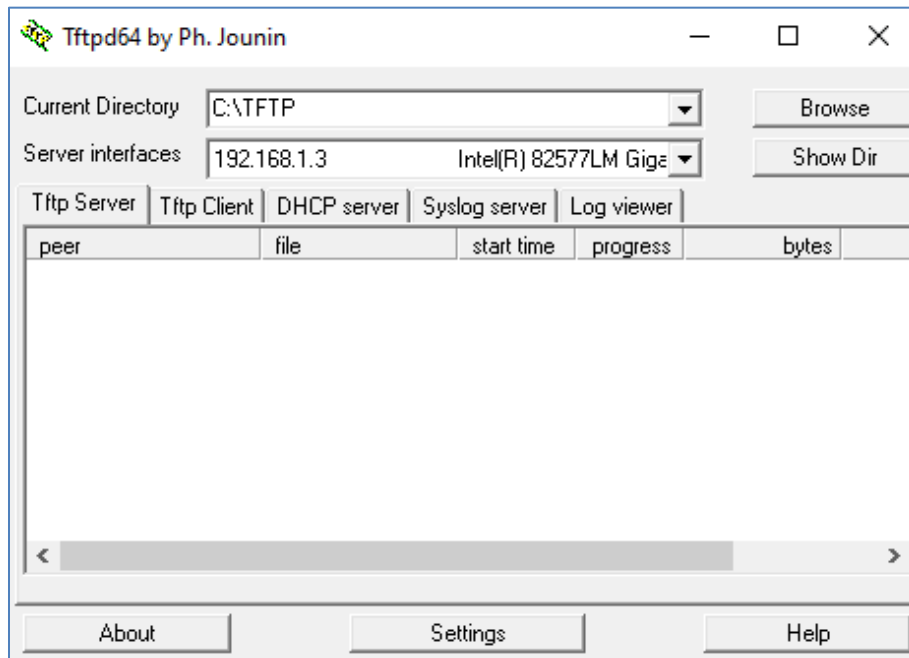 Tftpd64 by Ph. Jounin
Current Directory C:\TFTP Browse
Server interfaces 192.168.1.3 Intel(R) 82577LM Giga Show Dir
Tftp Server Tftp Client DHCP server Syslog server Log viewer
peer file start time progress bytes
About Settings Help